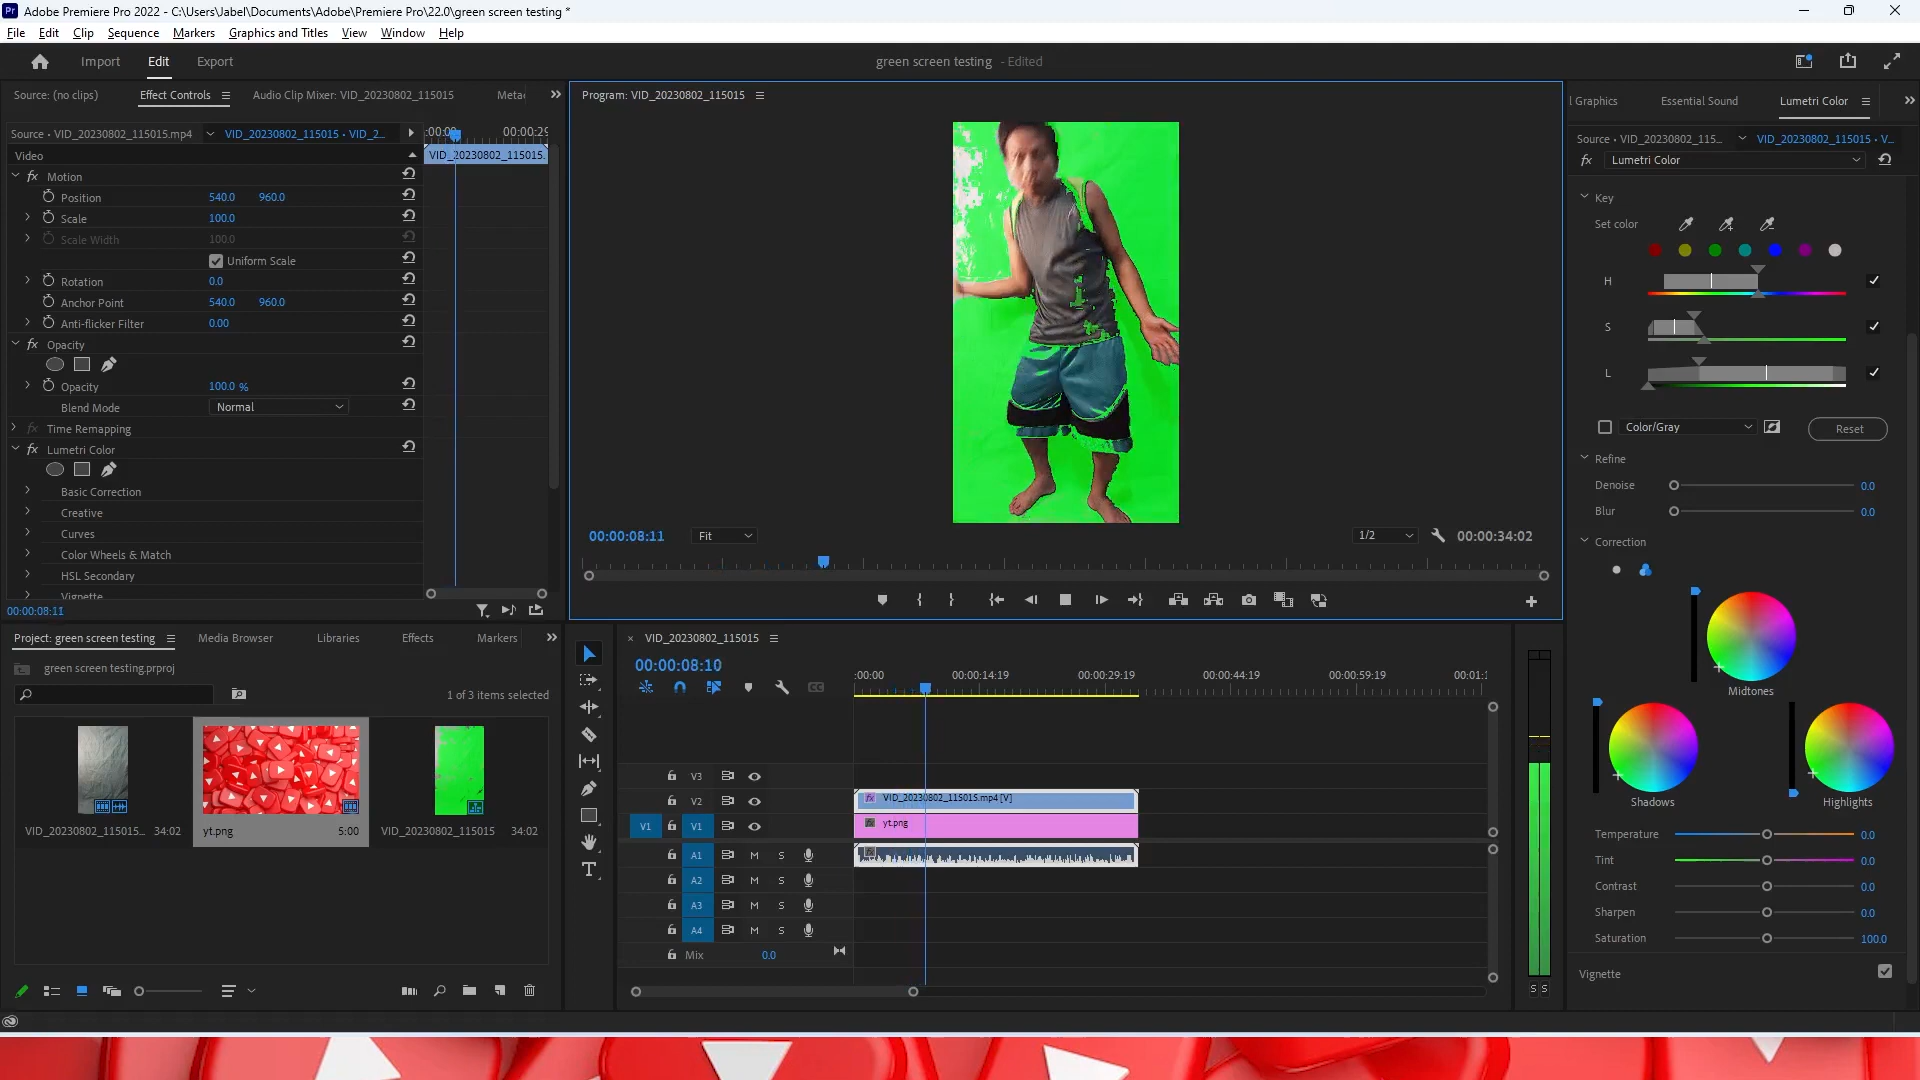 Adobe Premiere Pro 2022 - C:\Users\Jabel\Documents\Adobe\Premiere Pro\22.0\green screen testing *
File Edit Clip Sequence Markers Graphics and Titles View Window Help
Import Edit Export
green screen testing - Edited
Source: (no clips) Effect Controls Audio Clip Mixer: VID_20230802_115015 Metac
Program: VID_20230802_115015
l Graphics Essential Sound Lumetri Color
Source • VID_20230802_115015.mp4 VID_20230802_115015 • VID_2...
:00:00 00:00:29
Source • VID_20230802_115... VID_20230802_115015 • V...
fx Lumetri Color
Video
VID_20230802_115015.
fx Motion
Position 540.0 960.0
Scale 100.0
Scale Width 100.0
Uniform Scale
Rotation 0.0
Anchor Point 540.0 960.0
Anti-flicker Filter 0.00
fx Opacity
Opacity 100.0 %
Blend Mode Normal
fx Time Remapping
fx Lumetri Color
Basic Correction
Creative
Curves
Color Wheels & Match
HSL Secondary
Vignette
00:00:08:11
00:00:08:11 Fit 1/2 00:00:34:02
Key
Set color
H
S
L
Color/Gray Reset
Refine
Denoise 0.0
Blur 0.0
Correction
Midtones
Shadows Highlights
Temperature 0.0
Tint 0.0
Contrast 0.0
Sharpen 0.0
Saturation 100.0
Vignette
Project: green screen testing Media Browser Libraries Effects Markers
green screen testing.prproj
1 of 3 items selected
VID_20230802_115015... 34:02 yt.png 5:00 VID_20230802_115015 34:02
× VID_20230802_115015
00:00:08:10
:00:00 00:00:14:19 00:00:29:19 00:00:44:19 00:00:59:19 00:01:1
V3
V2 fx VID_20230802_115015.mp4 [V]
V1 V1 yt.png
A1 M S
A2 M S
A3 M S
A4 M S
Mix 0.0
S S